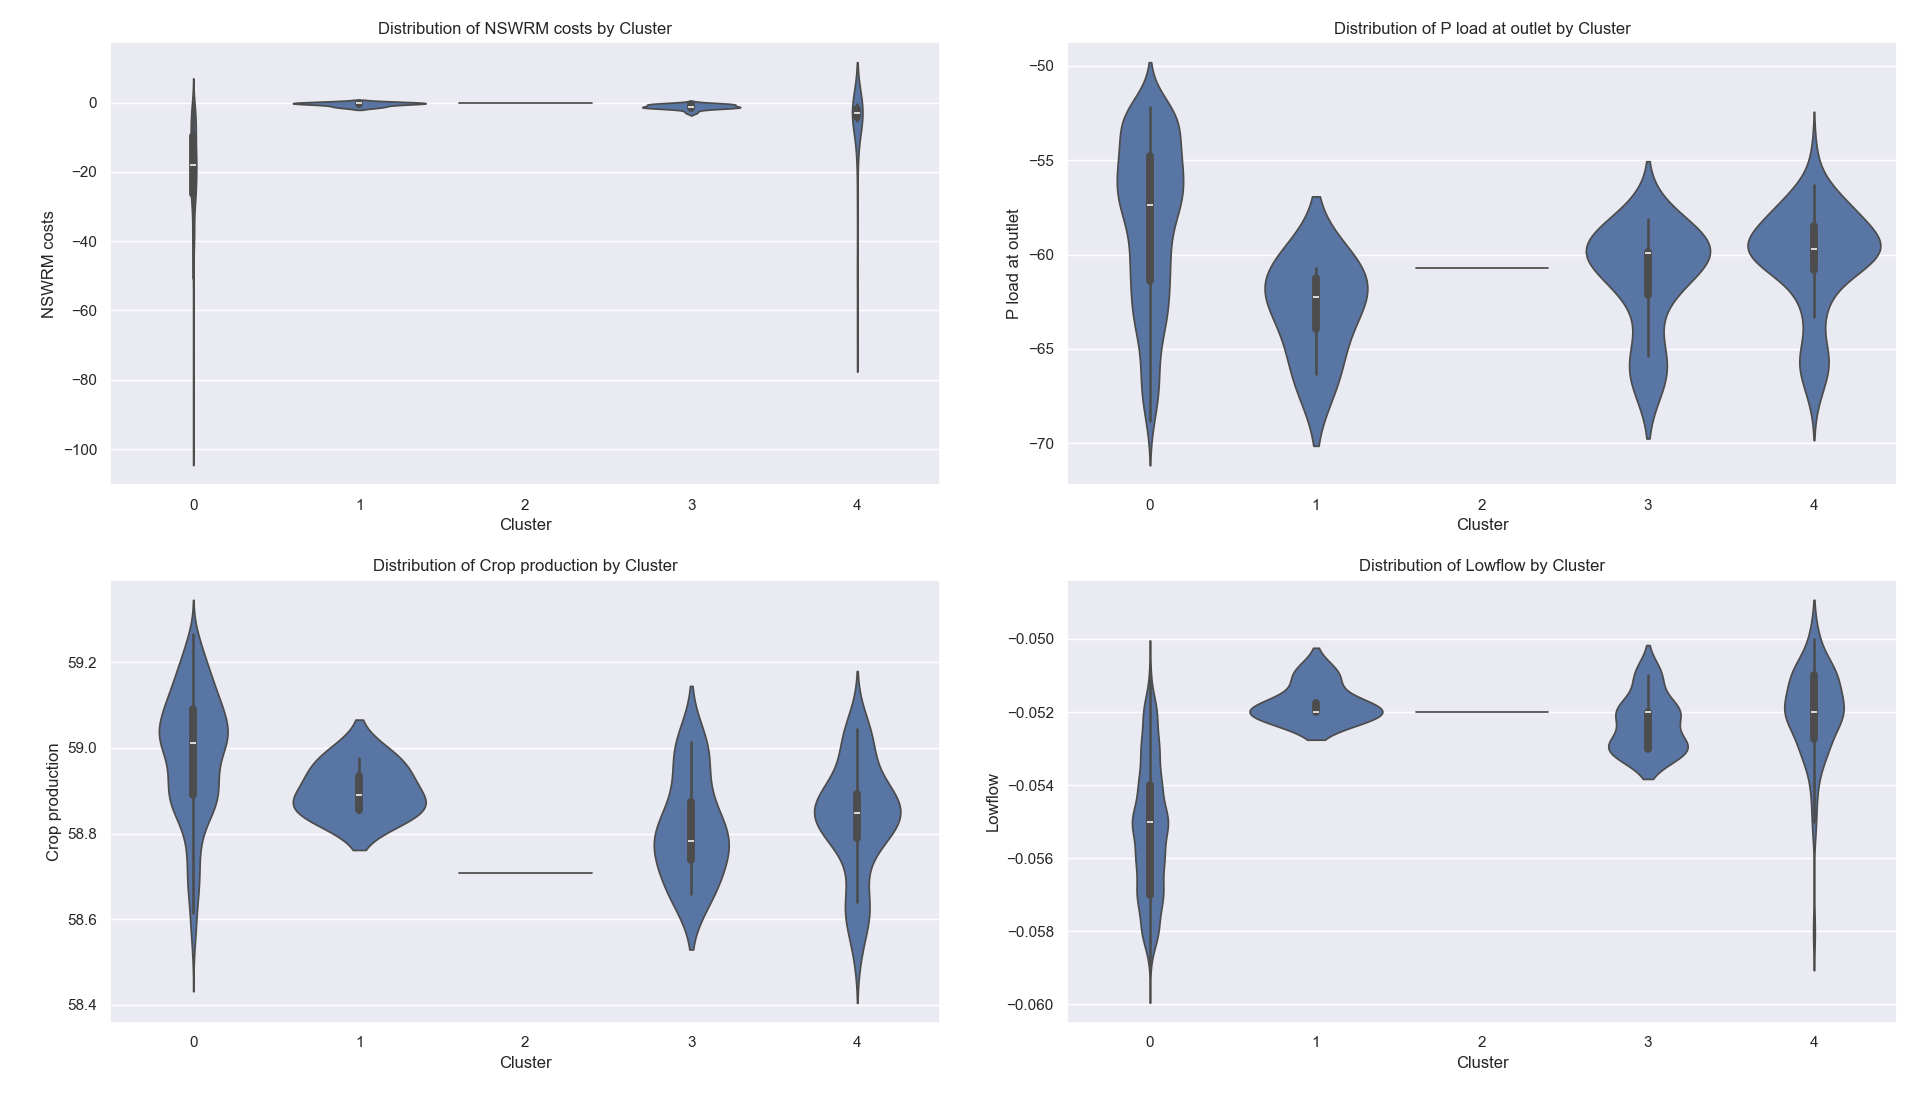 Distribution of NSWRM costs by Cluster
NSWRM costs
0
−20
−40
−60
−80
−100
0 1 2 3 4
Cluster
Distribution of P load at outlet by Cluster
P load at outlet
−50
−55
−60
−65
−70
0 1 2 3 4
Cluster
Distribution of Crop production by Cluster
Crop production
59.2
59.0
58.8
58.6
58.4
0 1 2 3 4
Cluster
Distribution of Lowflow by Cluster
Lowflow
−0.050
−0.052
−0.054
−0.056
−0.058
−0.060
0 1 2 3 4
Cluster